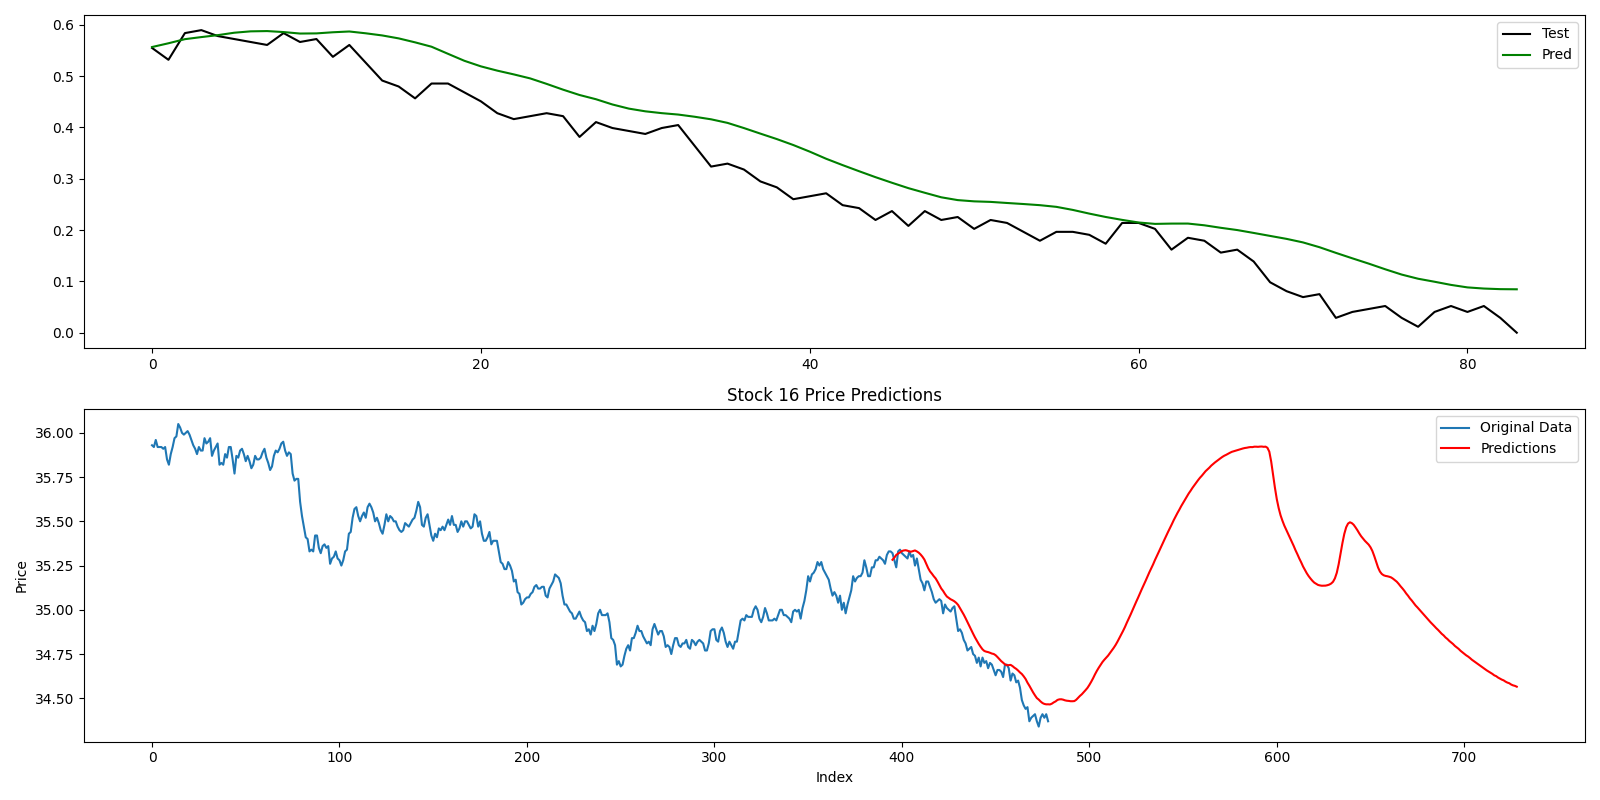 0.6
0.5
0.4
0.3
0.2
0.1
0.0
Test
Pred
0 20 40 60 80
Stock 16 Price Predictions
36.00
35.75
35.50
35.25
35.00
34.75
34.50
Price
Original Data
Predictions
0 100 200 300 400 500 600 700
Index